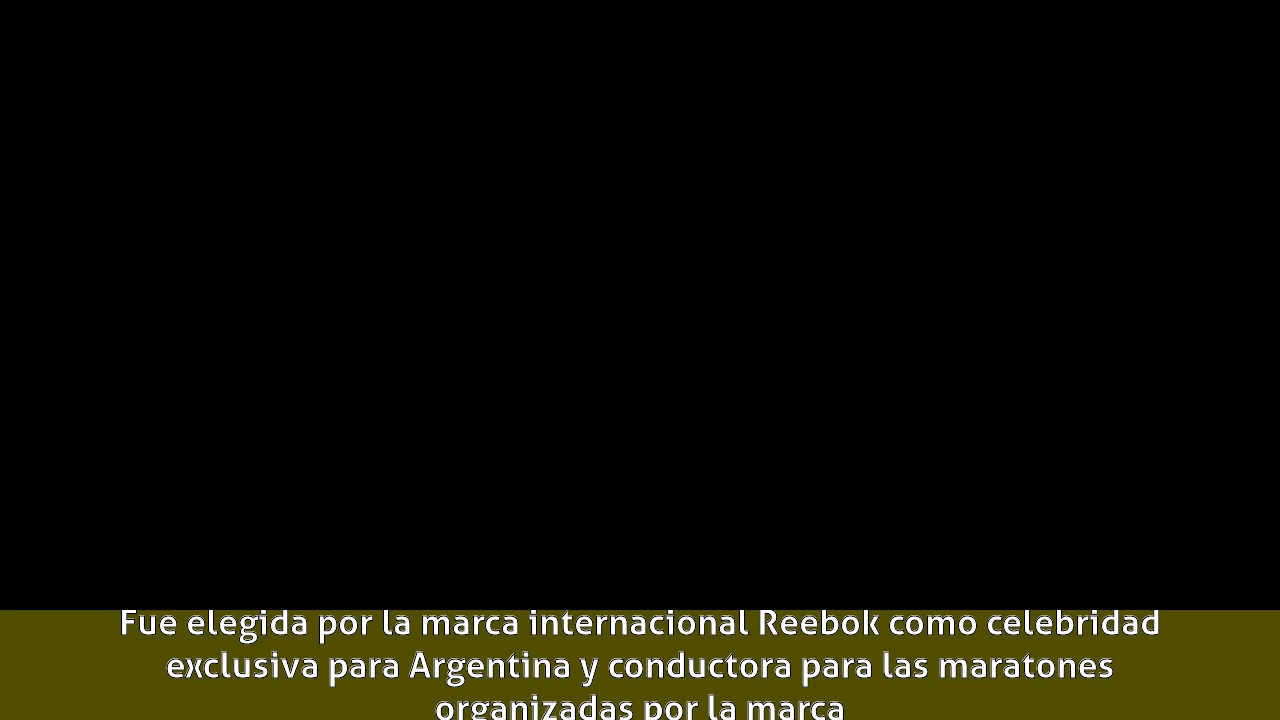 Fue elegida por la marca internacional Reebok como celebridad
exclusiva para Argentina y conductora para las maratones
organizadas por la marca